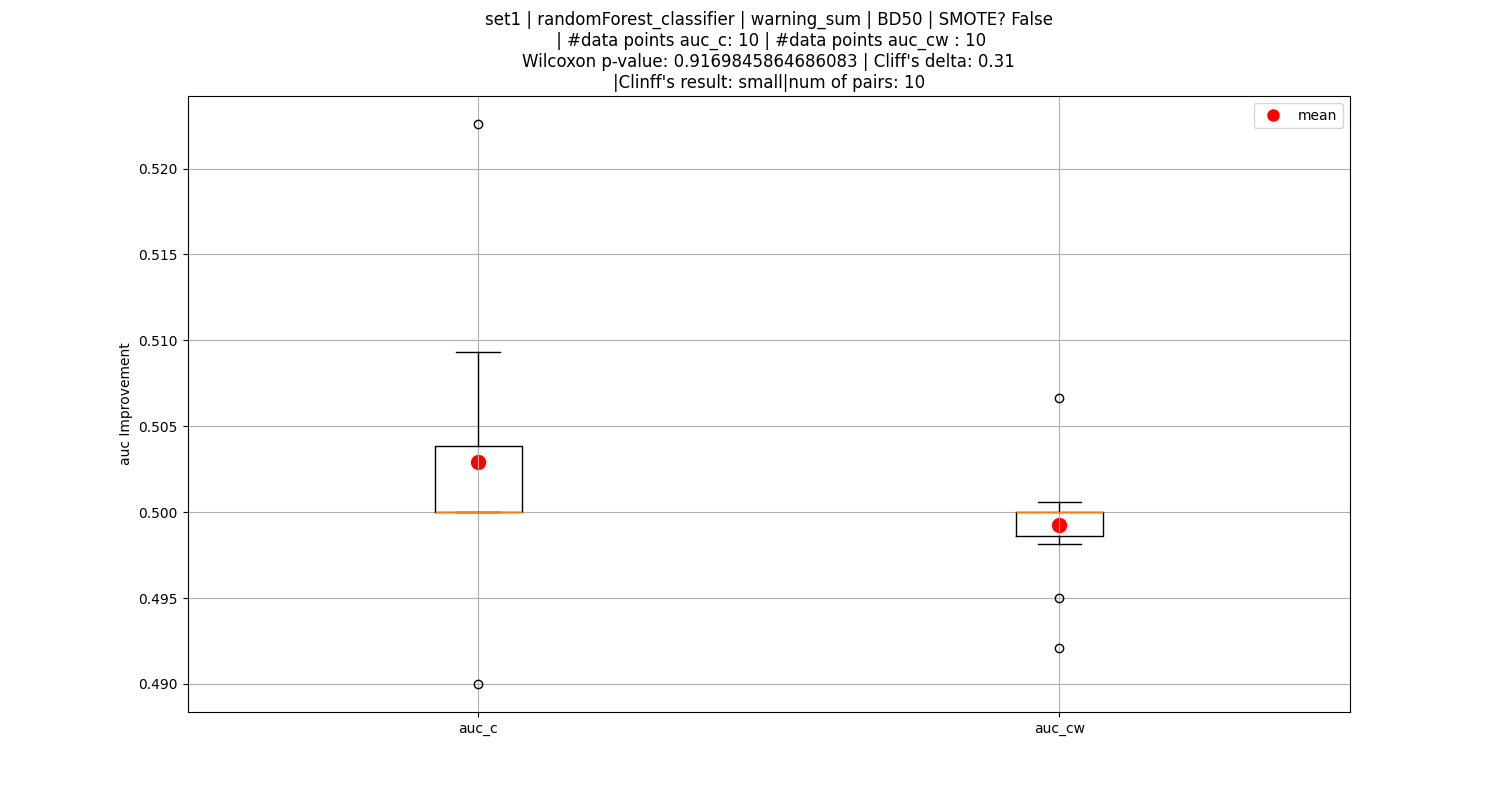 set1 | randomForest_classifier | warning_sum | BD50 | SMOTE? False
| #data points auc_c: 10 | #data points auc_cw : 10
Wilcoxon p-value: 0.9169845864686083 | Cliff's delta: 0.31
|Clinff's result: small|num of pairs: 10
mean
0.520
0.515
0.510
0.505
0.500
0.495
0.490
auc Improvement
auc_c
auc_cw